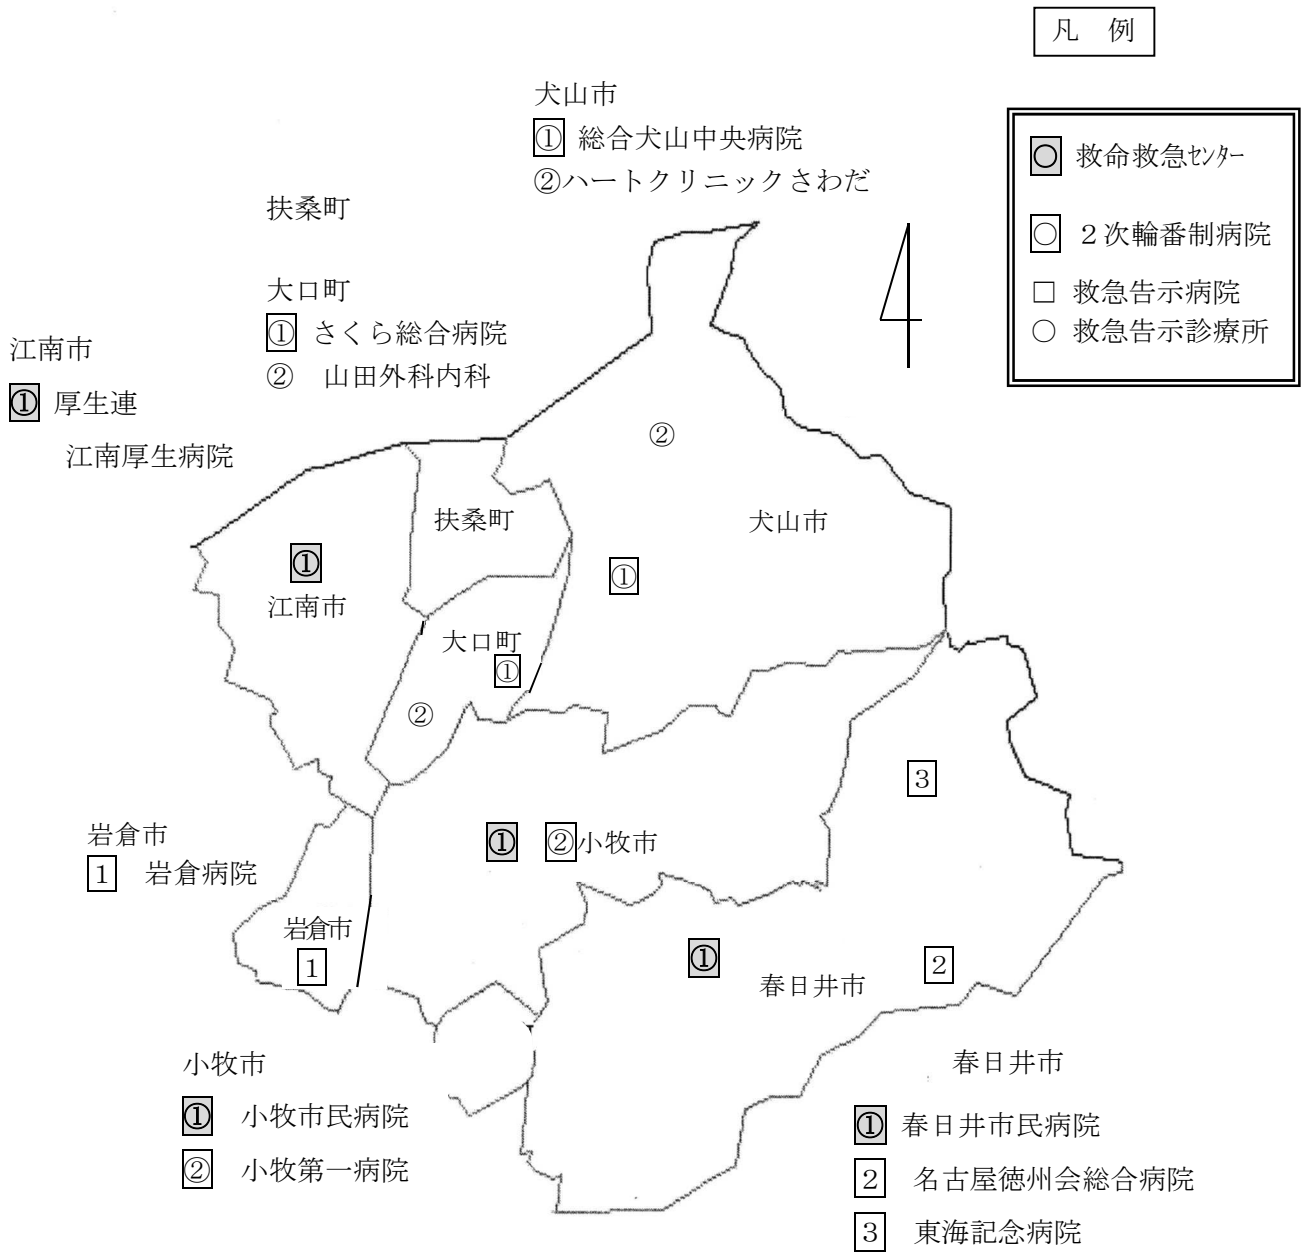 凡　例
救命救急ｾﾝﾀｰ
２次輪番制病院
□ 救急告示病院
○ 救急告示診療所
犬山市
① 総合犬山中央病院
②ハートクリニックさわだ
扶桑町
大口町
① さくら総合病院
②　山田外科内科
江南市
① 厚生連
江南厚生病院
②
扶桑町
犬山市
①
①
江南市
大口町
①
②
3
①
②小牧市
岩倉市
1　岩倉病院
岩倉市
1
①
春日井市
2
小牧市
①　小牧市民病院
②　小牧第一病院
春日井市
① 春日井市民病院
2　名古屋徳州会総合病院
3　東海記念病院